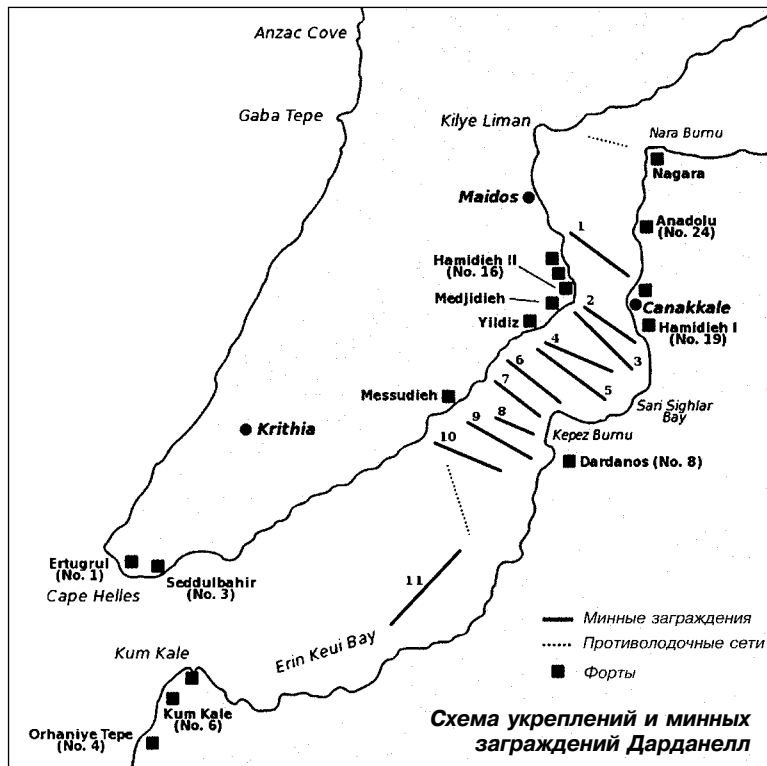 Anzac Cove
Gaba Tepe
Kilye Liman
Nara Burnu
Nagara
Maidos
Anadolu
(No. 24)
1
Hamidieh II
(No. 16)
Medjidieh
2
Canakkale
Yildiz
Hamidieh I
(No. 19)
4
3
6
5
7
Messudieh
Sari Sighlar
Bay
8
9
Krithia
10
Kepez Burnu
Dardanos (No. 8)
Ertugrul
(No. 1)
Seddulbahir
(No. 3)
11
Cape Helles
Минные заграждения
Противолодочные сети
Форты
Erin Keui Bay
Kum Kale
Kum Kale
(No. 6)
Orhaniye Tepe
(No. 4)
Схема укреплений и минных
заграждений Дарданелл